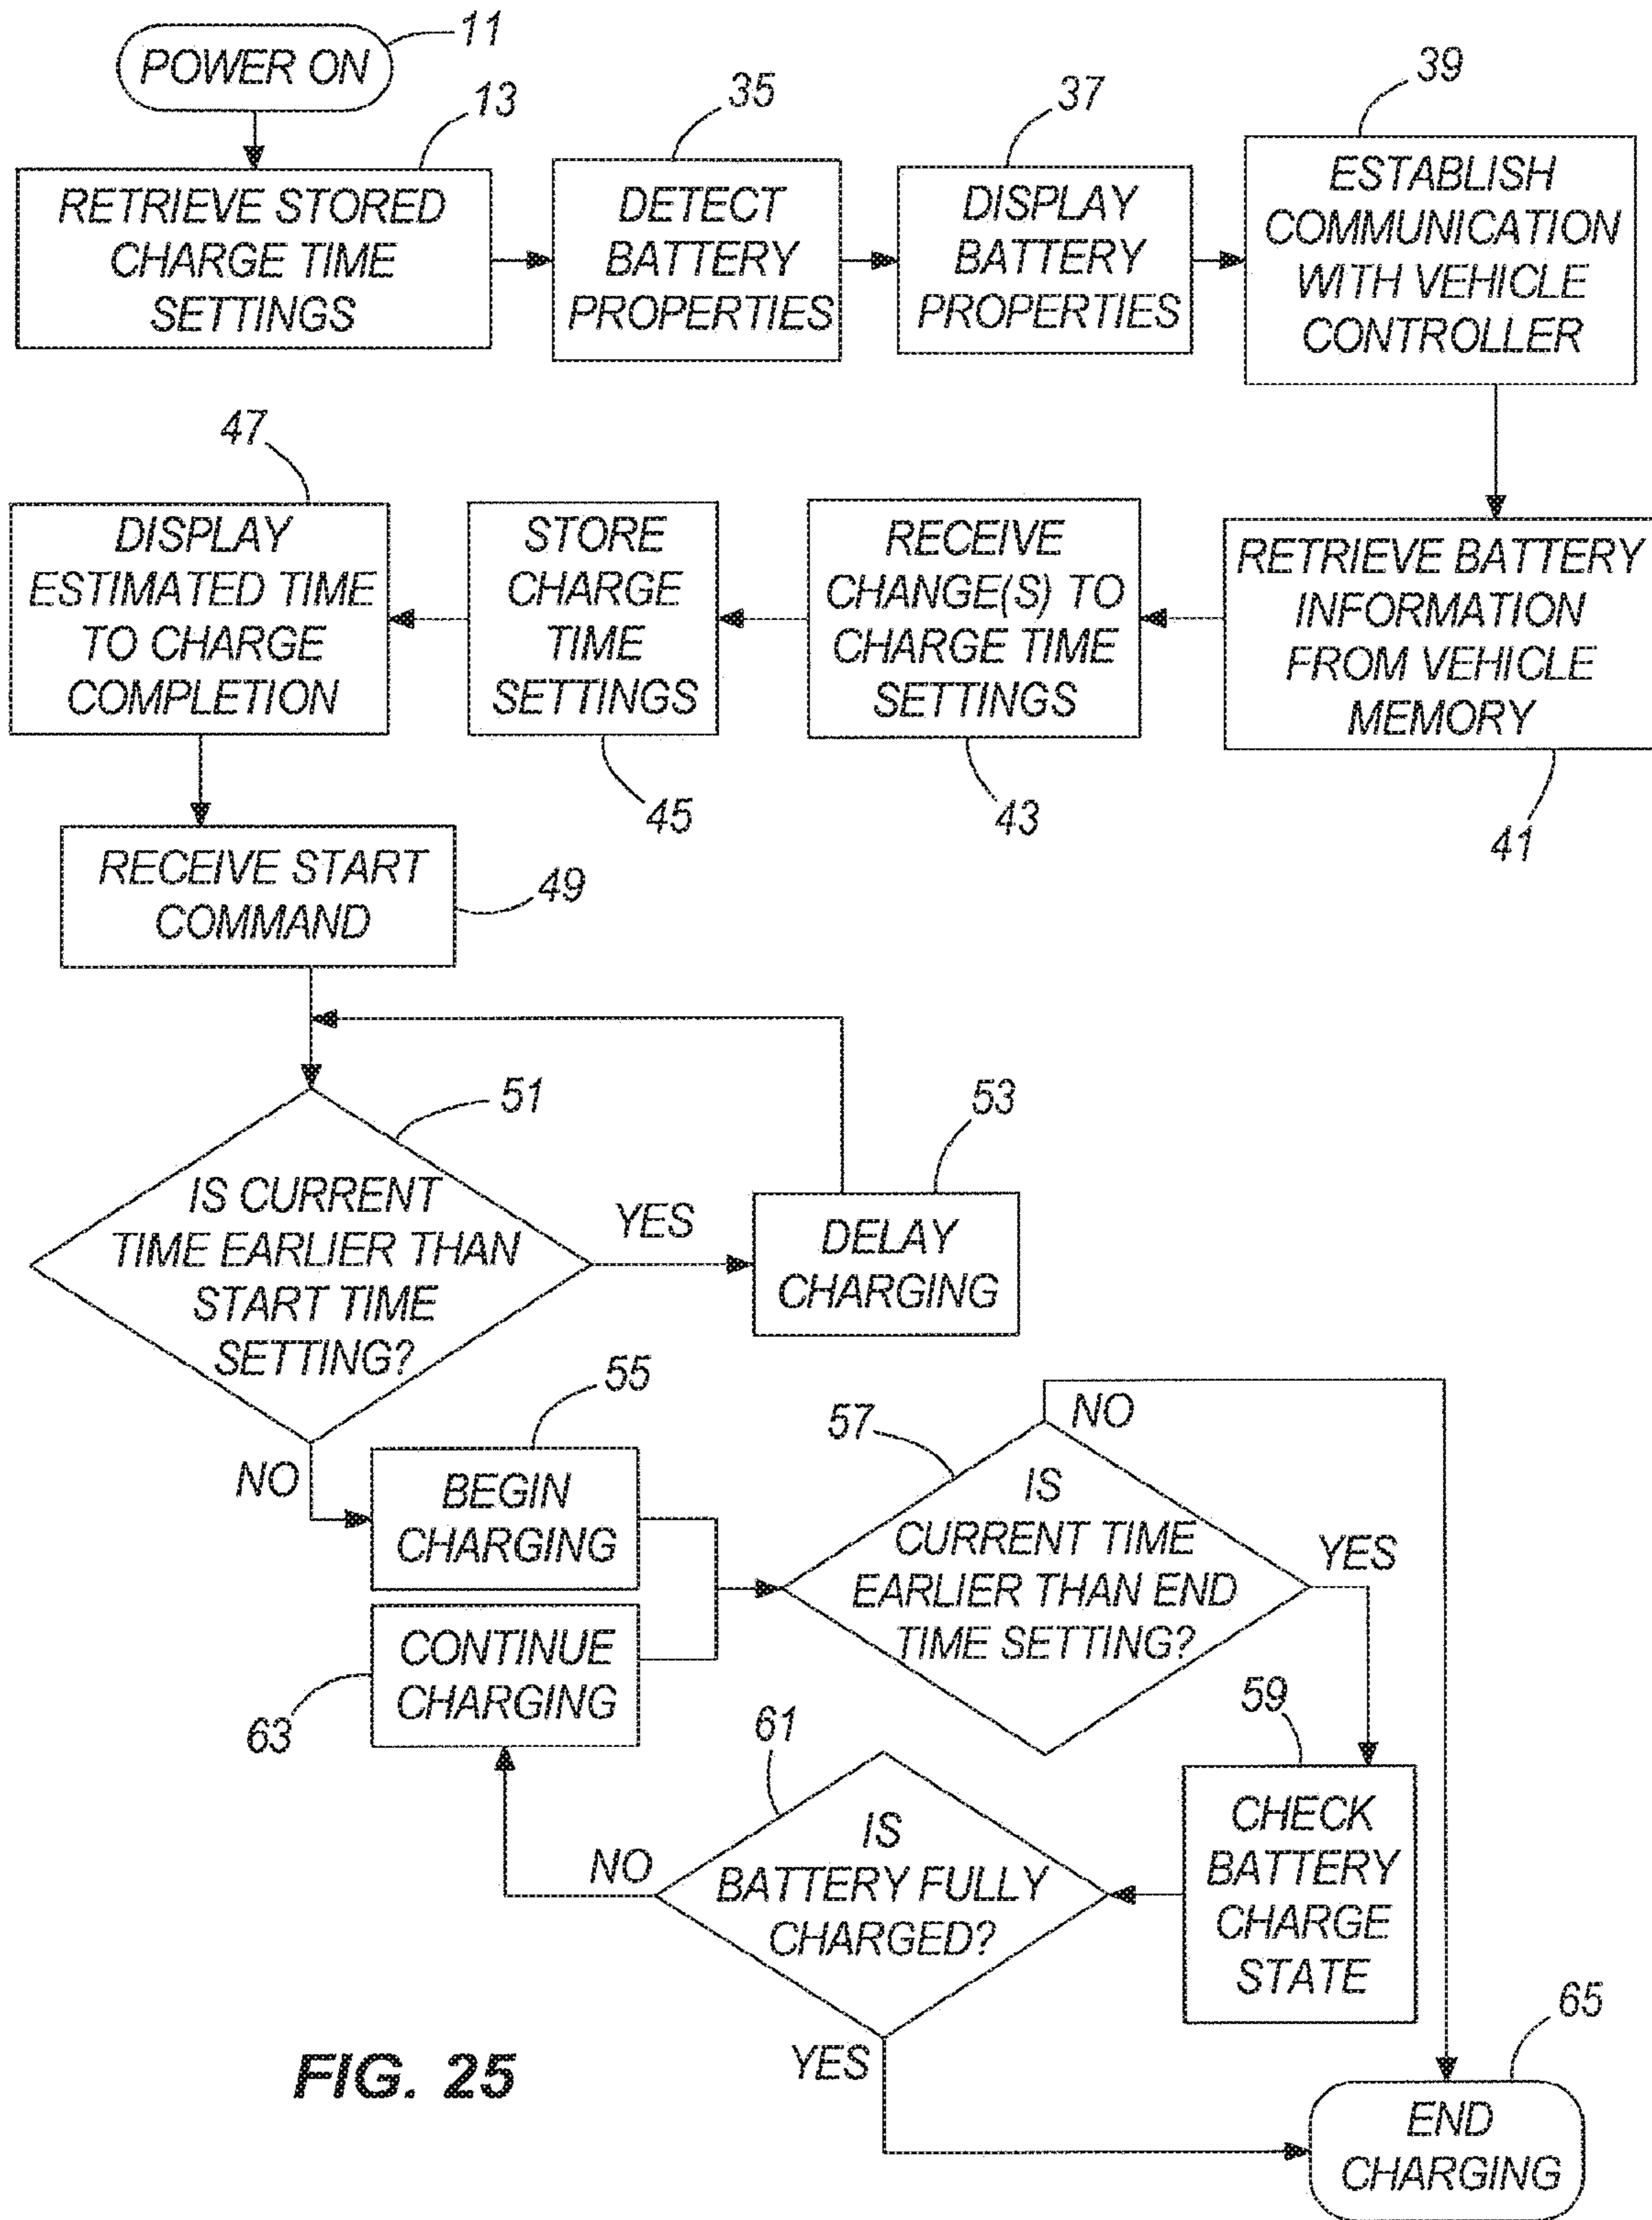 11
POWER ON
13
RETRIEVE STORED
CHARGE TIME
SETTINGS
35
DETECT
BATTERY
PROPERTIES
37
DISPLAY
BATTERY
PROPERTIES
39
ESTABLISH
COMMUNICATION
WITH VEHICLE
CONTROLLER
RETRIEVE BATTERY
INFORMATION
FROM VEHICLE
MEMORY
41
RECEIVE
CHANGE(S) TO
CHARGE TIME
SETTINGS
43
STORE
CHARGE
TIME
SETTINGS
45
47
DISPLAY
ESTIMATED TIME
TO CHARGE
COMPLETION
RECEIVE START
COMMAND
49
51
IS CURRENT
TIME EARLIER THAN
START TIME
SETTING?
YES
53
DELAY
CHARGING
NO
55
BEGIN
CHARGING
CONTINUE
CHARGING
63
57
NO
IS
CURRENT TIME
EARLIER THAN END
TIME SETTING?
YES
59
CHECK
BATTERY
CHARGE
STATE
61
IS
BATTERY FULLY
CHARGED?
NO
YES
65
END
CHARGING
FIG. 25